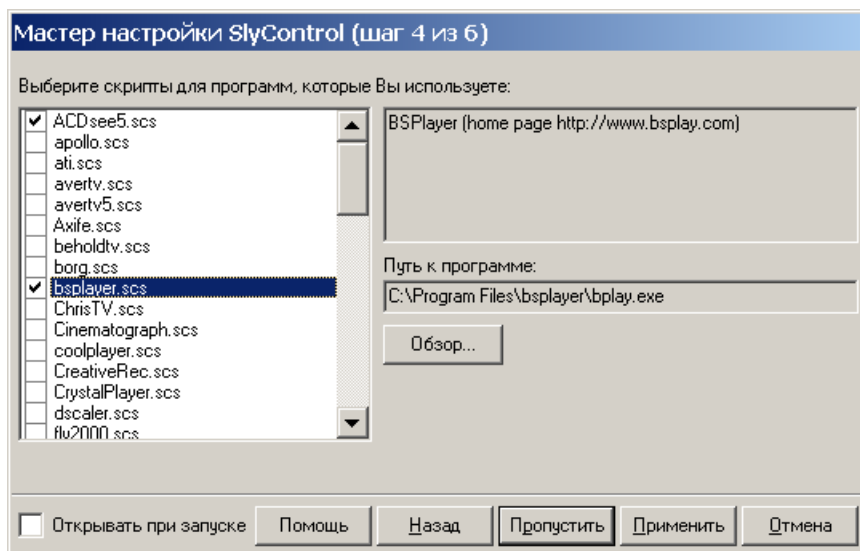 Мастер настройки SlyControl (шаг 4 из 6)
Выберите скрипты для программ, которые Вы используете:
ACDsee5.scs
apollo.scs
ati.scs
avertv.scs
avertv5.scs
Axife.scs
beholdtv.scs
borg.scs
bsplayer.scs
ChrisTV.scs
Cinematograph.scs
coolplayer.scs
CreativeRec.scs
CrystalPlayer.scs
dscaler.scs
fly2000.scs
BSPlayer (home page http://www.bsplay.com)
Путь к программе:
C:\Program Files\bsplayer\bplay.exe
Обзор...
Открывать при запуске
Помощь
Назад
Пропустить
Применить
Отмена